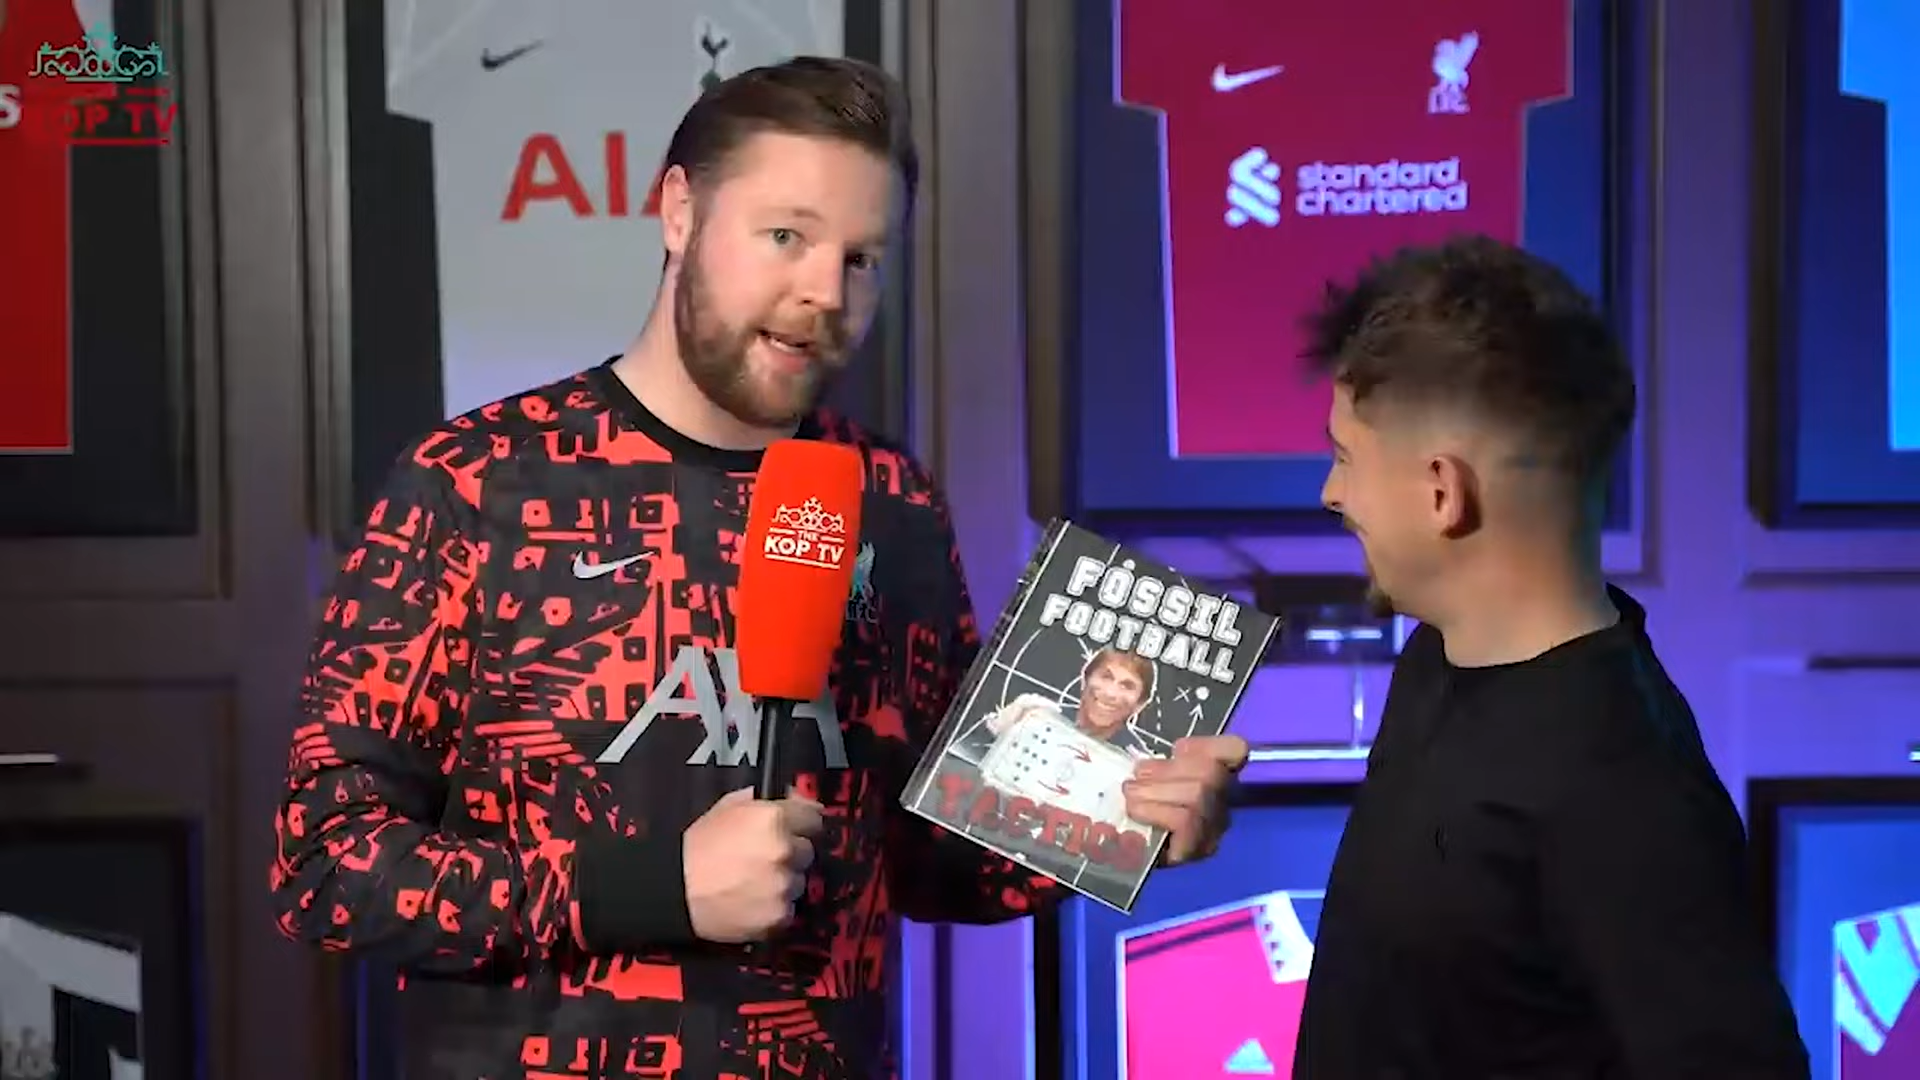 S
KOP TV
AIA
standard
chartered
THE
KOP TV
AXA
FOSSIL
FOOTBALL
TACTICS